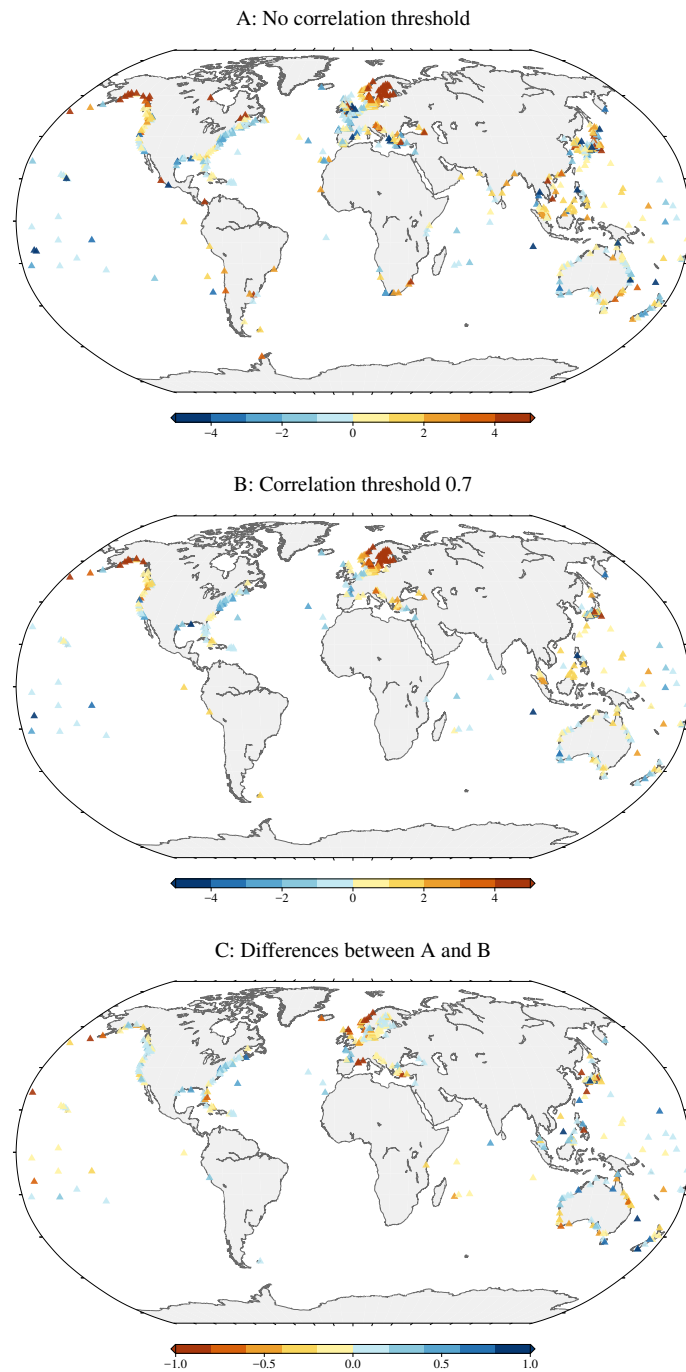 A: No correlation threshold
−4 −2 0 2 4
B: Correlation threshold 0.7
−4 −2 0 2 4
C: Differences between A and B
−1.0 −0.5 0.0 0.5 1.0